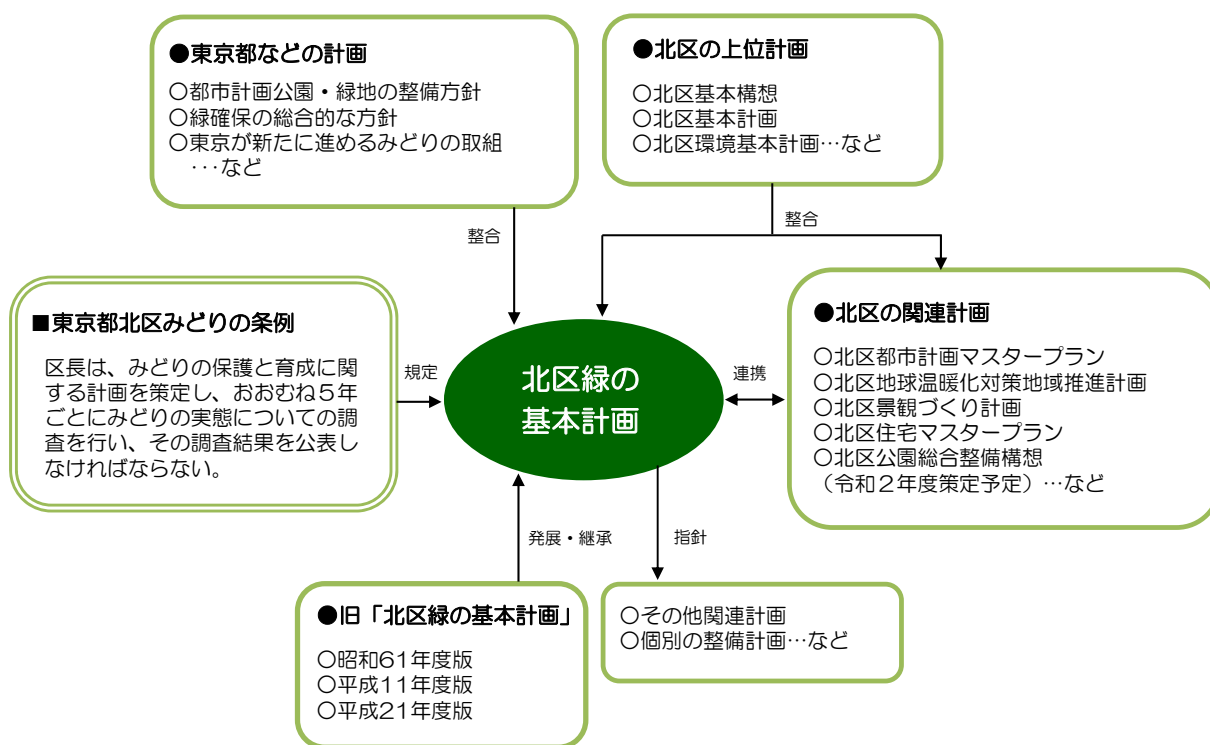 ●東京都などの計画
○都市計画公園・緑地の整備方針
○緑確保の総合的な方針
○東京が新たに進めるみどりの取組
・・・など
●北区の上位計画
○北区基本構想
○北区基本計画
○北区環境基本計画…など
整合
整合
■東京都北区みどりの条例
区長は、みどりの保護と育成に関
する計画を策定し、おおむね５年
ごとにみどりの実態についての調
査を行い、その調査結果を公表し
なければならない。
規定
北区緑の
基本計画
連携
●北区の関連計画
○北区都市計画マスタープラン
○北区地球温暖化対策地域推進計画
○北区景観づくり計画
○北区住宅マスタープラン
○北区公園総合整備構想
（令和２年度策定予定）…など
発展・継承
指針
●旧「北区緑の基本計画」
○昭和61年度版
○平成11年度版
○平成21年度版
○その他関連計画
○個別の整備計画…など